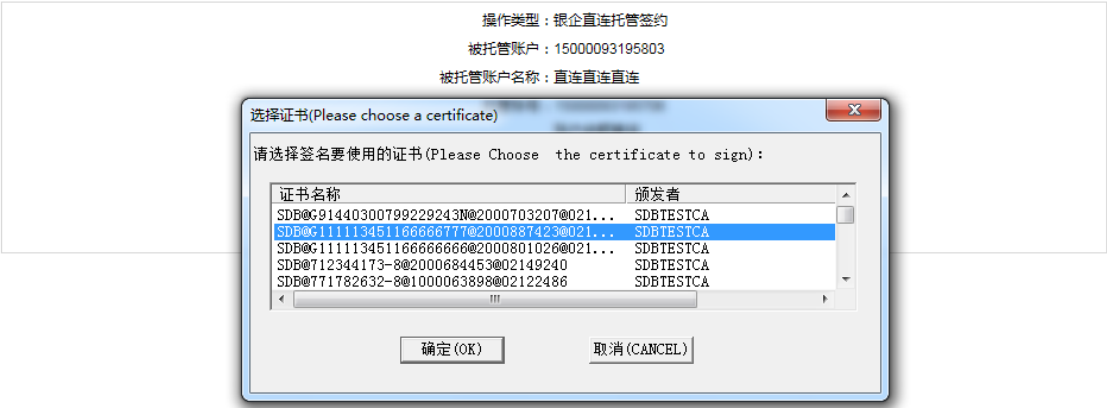 操作类型：银企直连托管签约
被托管账户：15000093195803
被托管账户名称：直连直连直连
选择证书(Please choose a certificate)
请选择签名要使用的证书(Please Choose  the certificate to sign):
证书名称 颁发者
SDB@G91440300799229243N@2000703207@021... SDBTESTCA
SDB@G111113451166666777@2000887423@021... SDBTESTCA
SDB@G111113451166666666@2000801026@021... SDBTESTCA
SDB@712344173-8@2000684453@02149240 SDBTESTCA
SDB@771782632-8@1000063898@02122486 SDBTESTCA
确定(OK) 取消(CANCEL)